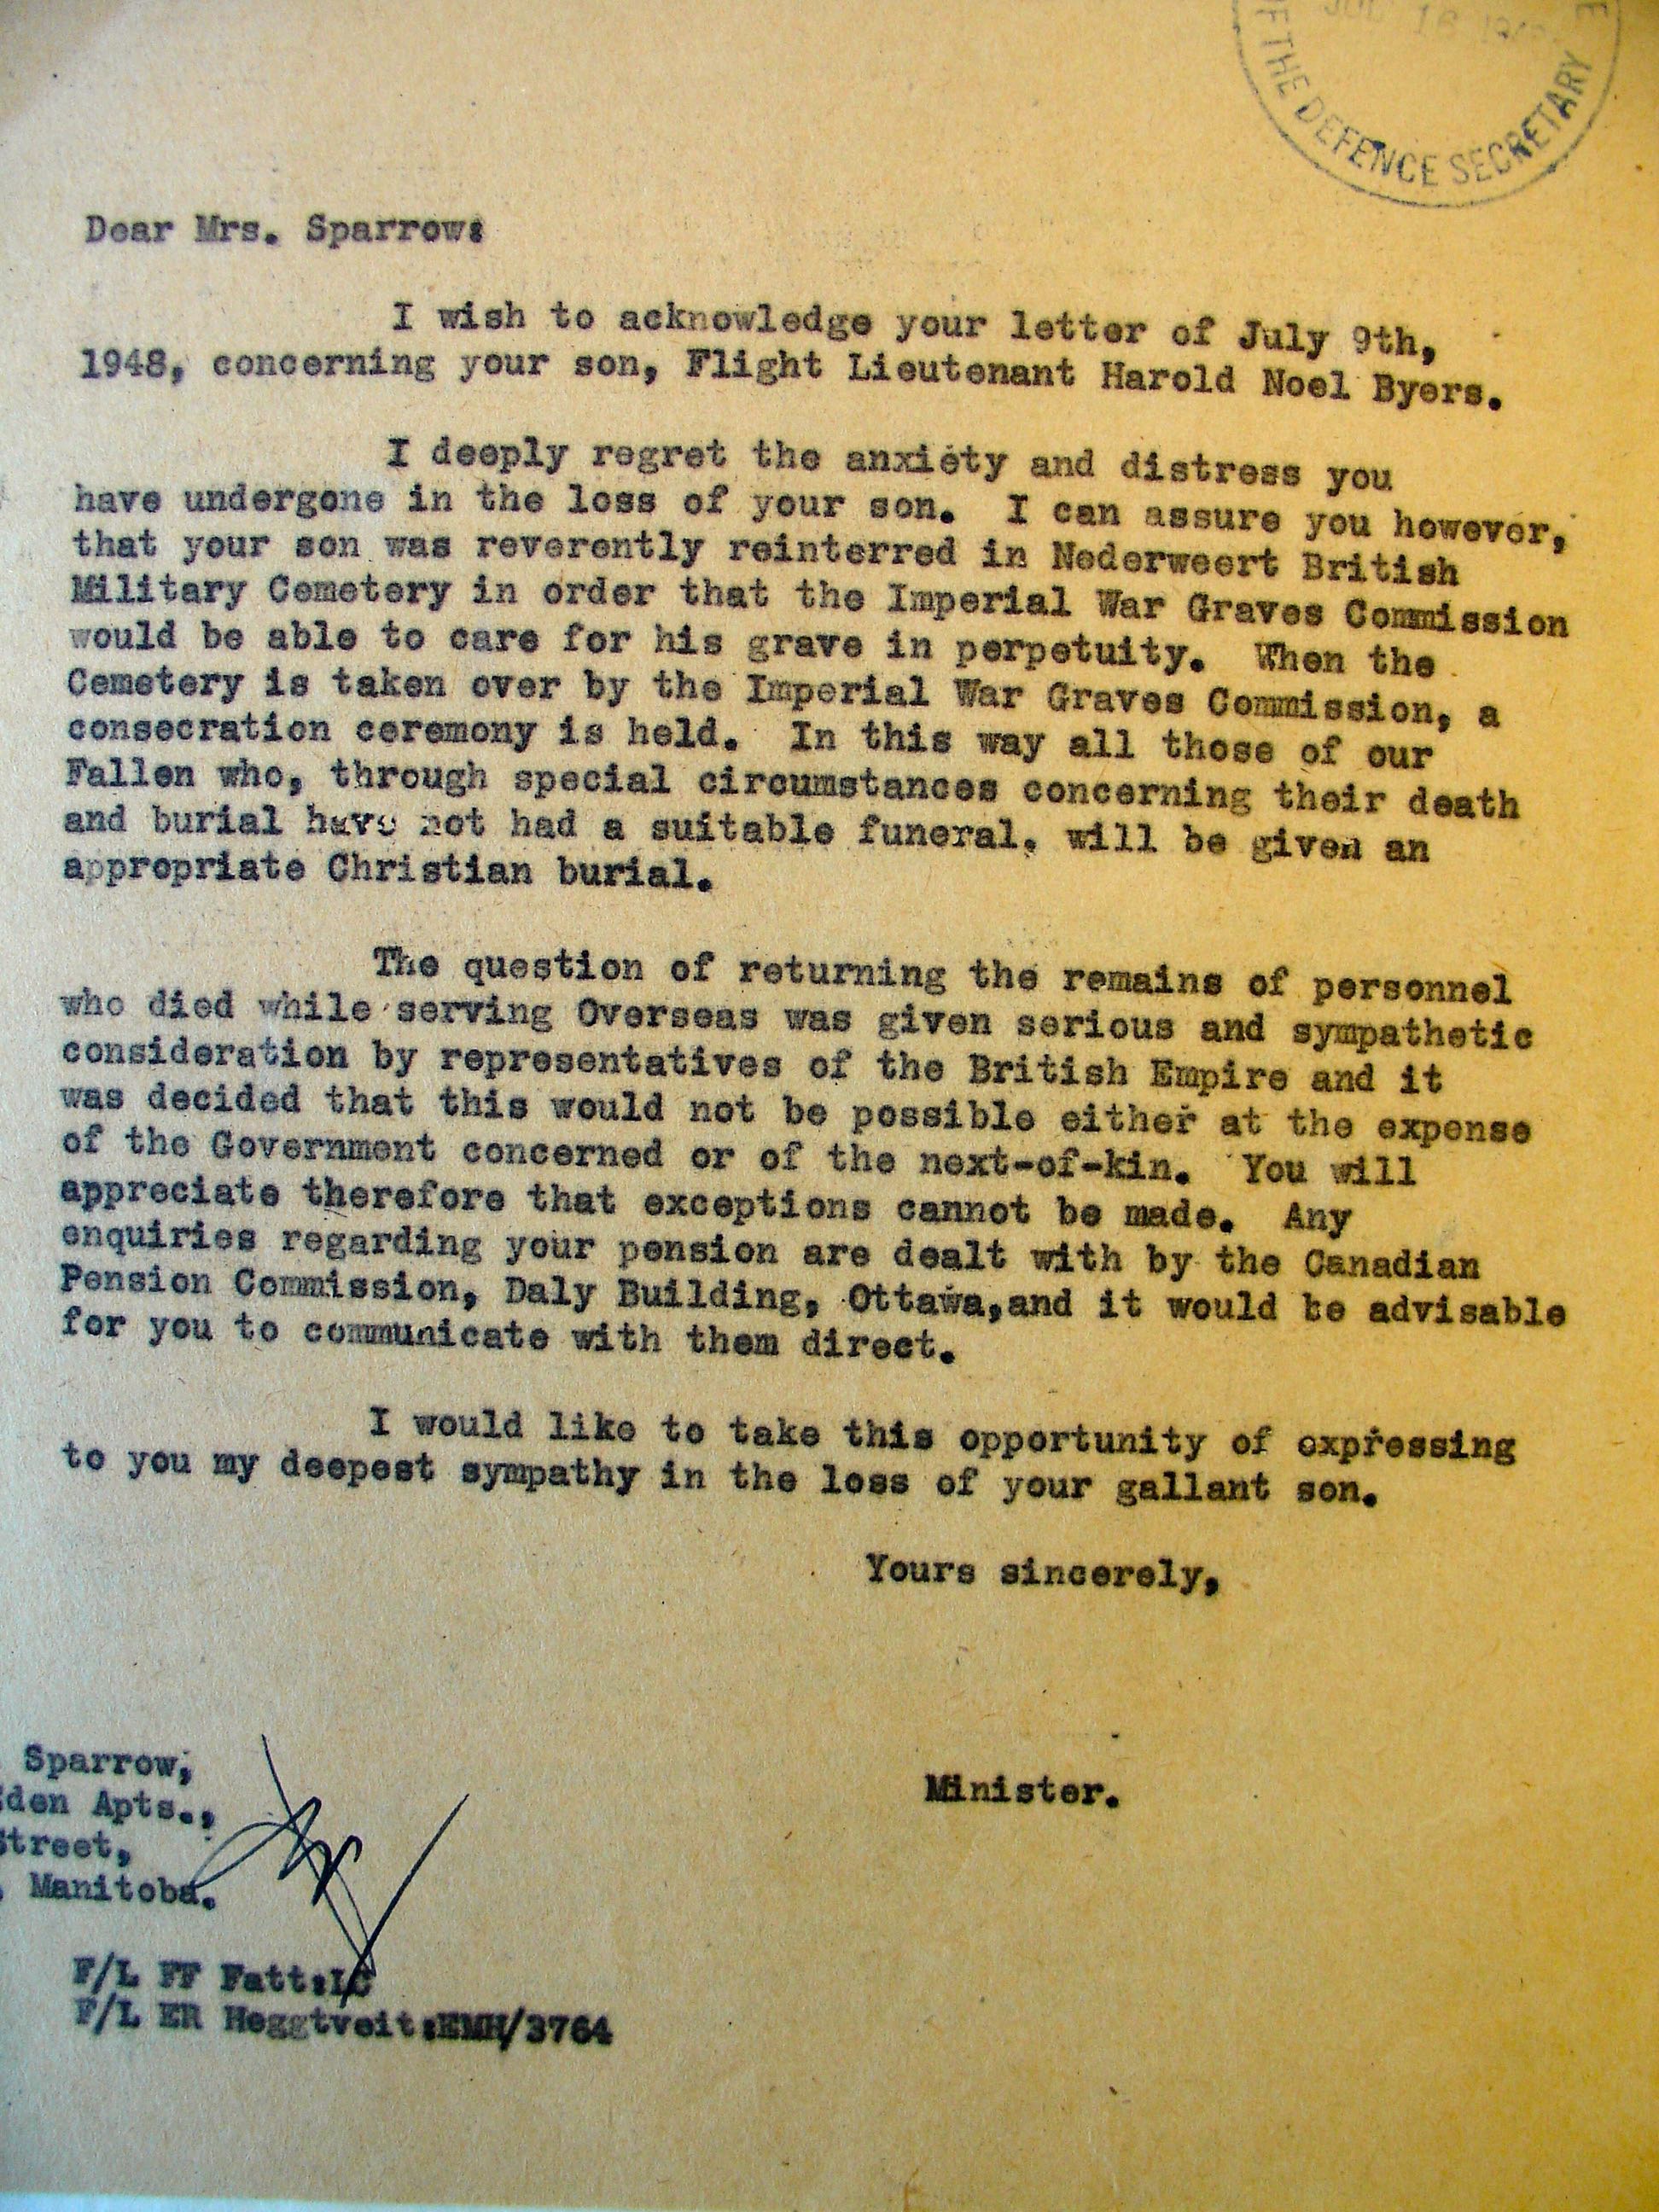 OF THE DEFENCE SECRETARY
Dear Mrs. Sparrow:
I wish to acknowledge your letter of July 9th,
1948, concerning your son, Flight Lieutenant Harold Noel Byers.
I deeply regret the anxiety and distress you
have undergone in the loss of your son. I can assure you however,
that your son was reverently reinterred in Nederweert British
Military Cemetery in order that the Imperial War Graves Commission
would be able to care for his grave in perpetuity. When the
Cemetery is taken over by the Imperial War Graves Commission, a
consecration ceremony is held. In this way all those of our
Fallen who, through special circumstances concerning their death
and burial have not had a suitable funeral, will be given an
appropriate Christian burial.
The question of returning the remains of personnel
who died while serving Overseas was given serious and sympathetic
consideration by representatives of the British Empire and it
was decided that this would not be possible either at the expense
of the Government concerned or of the next-of-kin. You will
appreciate therefore that exceptions cannot be made. Any
enquiries regarding your pension are dealt with by the Canadian
Pension Commission, Daly Building, Ottawa,and it would be advisable
for you to communicate with them direct.
I would like to take this opportunity of expressing
to you my deepest sympathy in the loss of your gallant son.
Yours sincerely,
Minister.
Sparrow,
Eden Apts.,
Street,
, Manitoba.
F/L FF Fatt:LC
F/L ER Heggtveit:EMH/3764